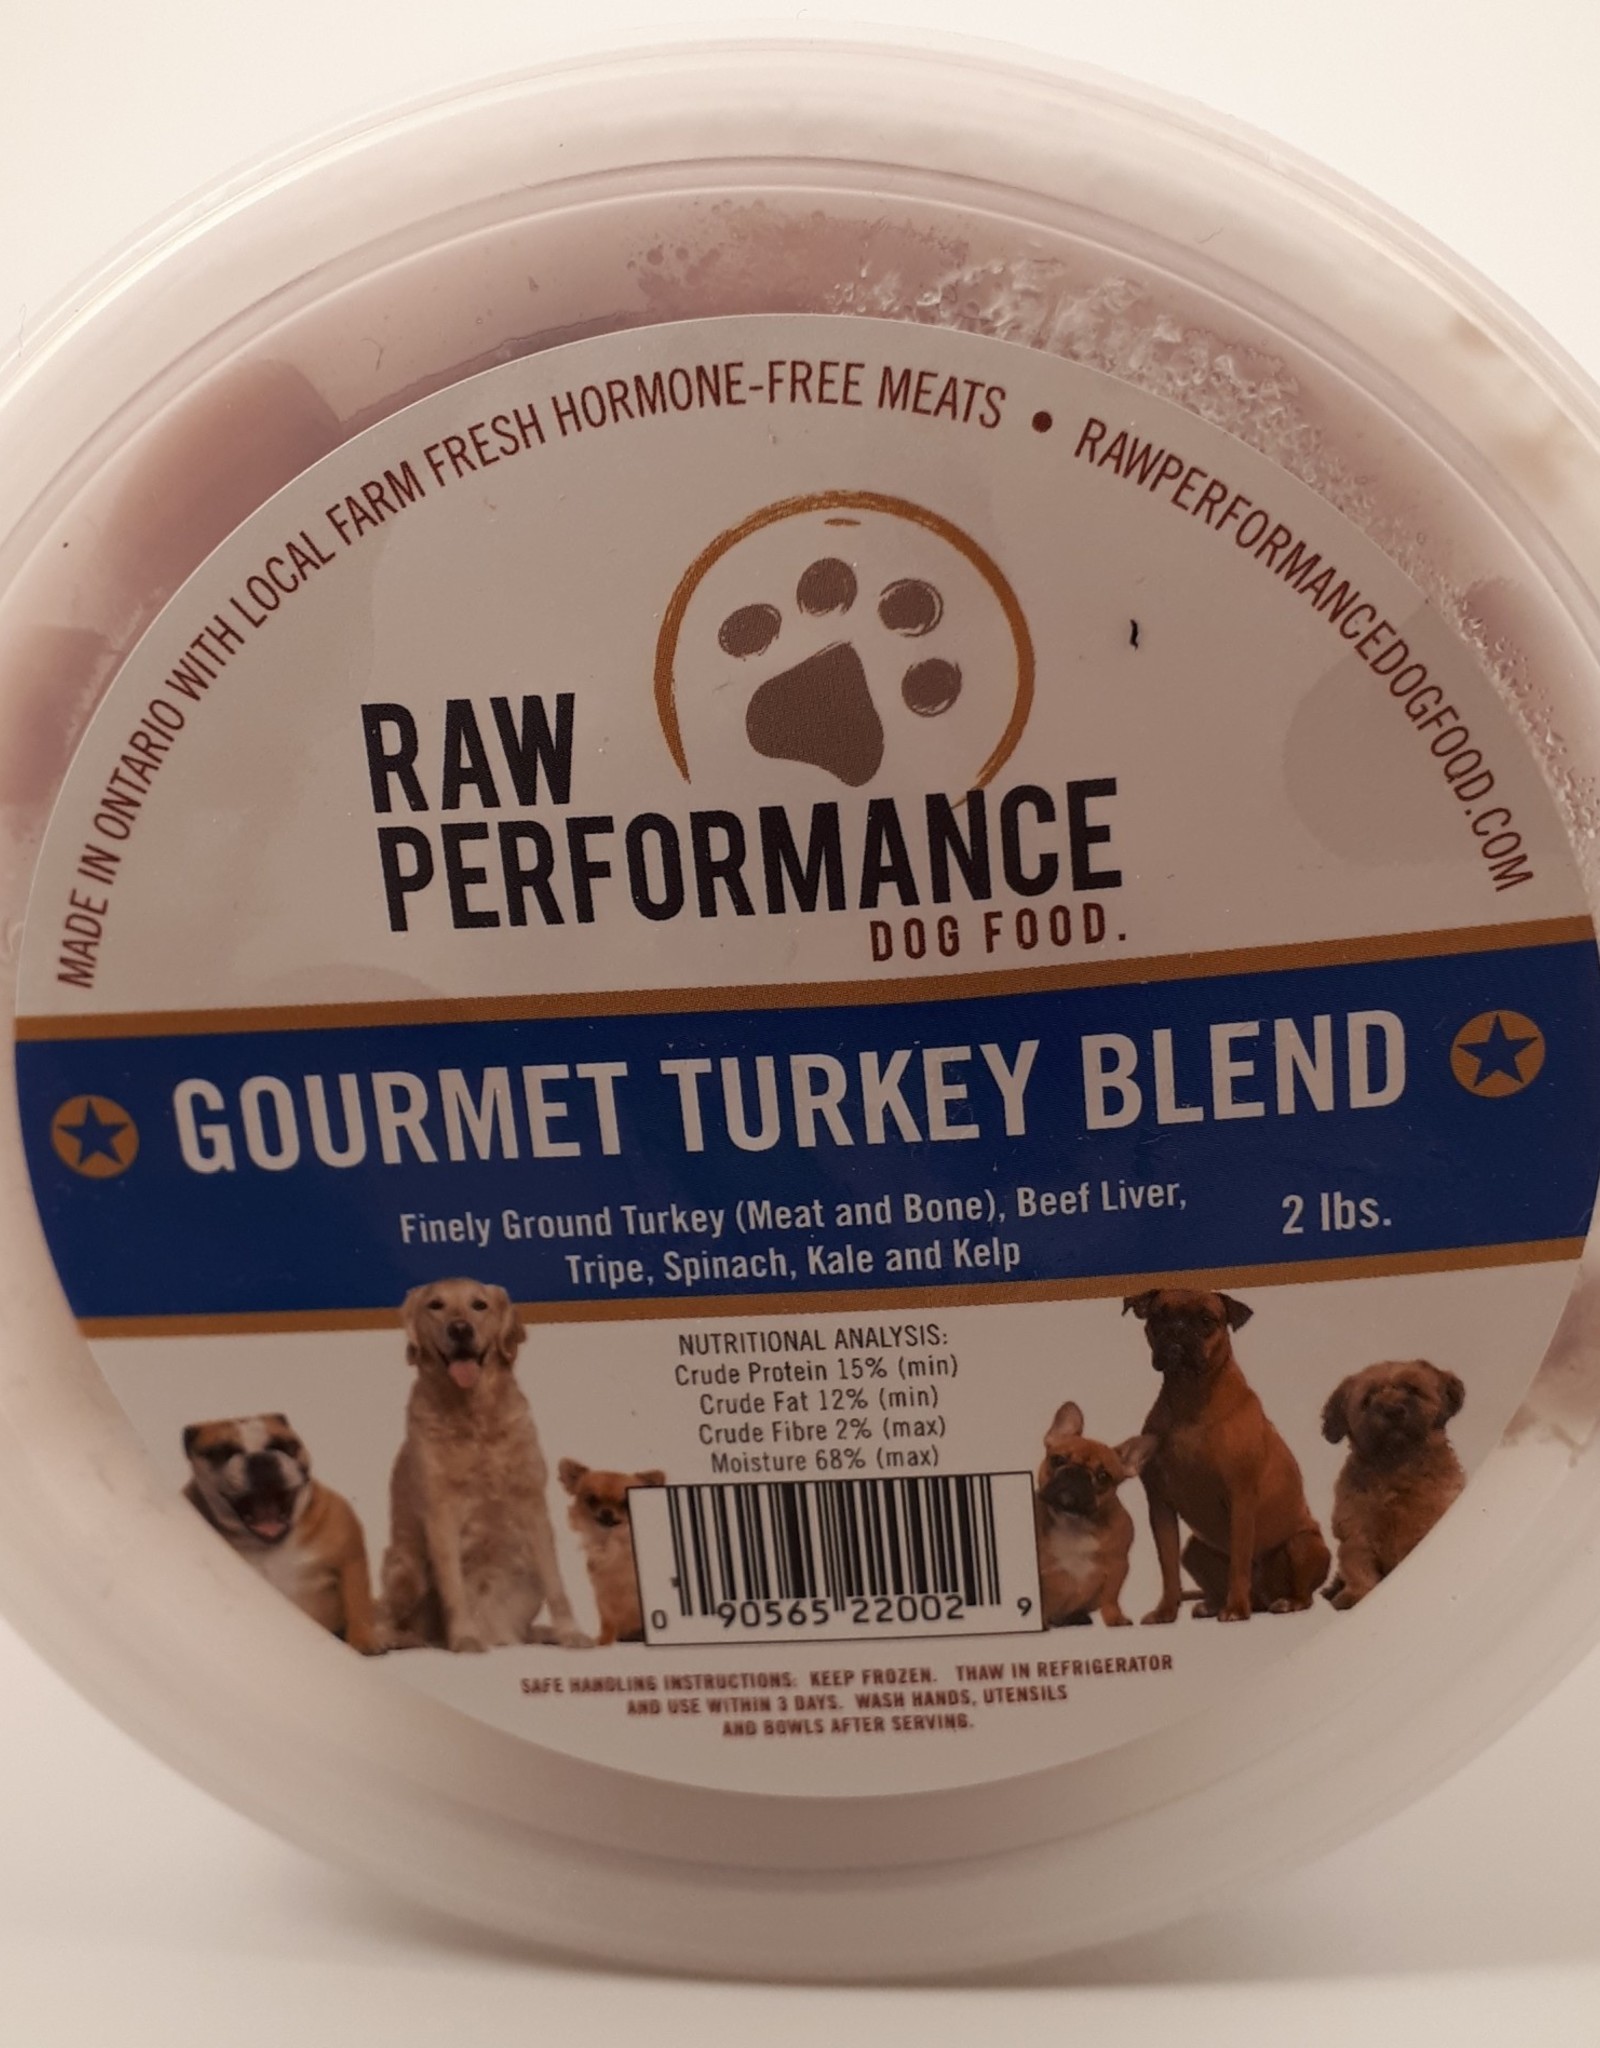 MADE IN ONTARIO WITH LOCAL FARM FRESH HORMONE-FREE MEATS • RAWPERFORMANCEDOGFOOD.COM
RAW
PERFORMANCE
DOG FOOD.
GOURMET TURKEY BLEND
Finely Ground Turkey (Meat and Bone), Beef Liver,
Tripe, Spinach, Kale and Kelp
2 lbs.
NUTRITIONAL ANALYSIS:
Crude Protein 15% (min)
Crude Fat 12% (min)
Crude Fibre 2% (max)
Moisture 68% (max)
0 90565 22002 9
SAFE HANDLING INSTRUCTIONS: KEEP FROZEN. THAW IN REFRIGERATOR
AND USE WITHIN 3 DAYS. WASH HANDS, UTENSILS
AND BOWLS AFTER SERVING.